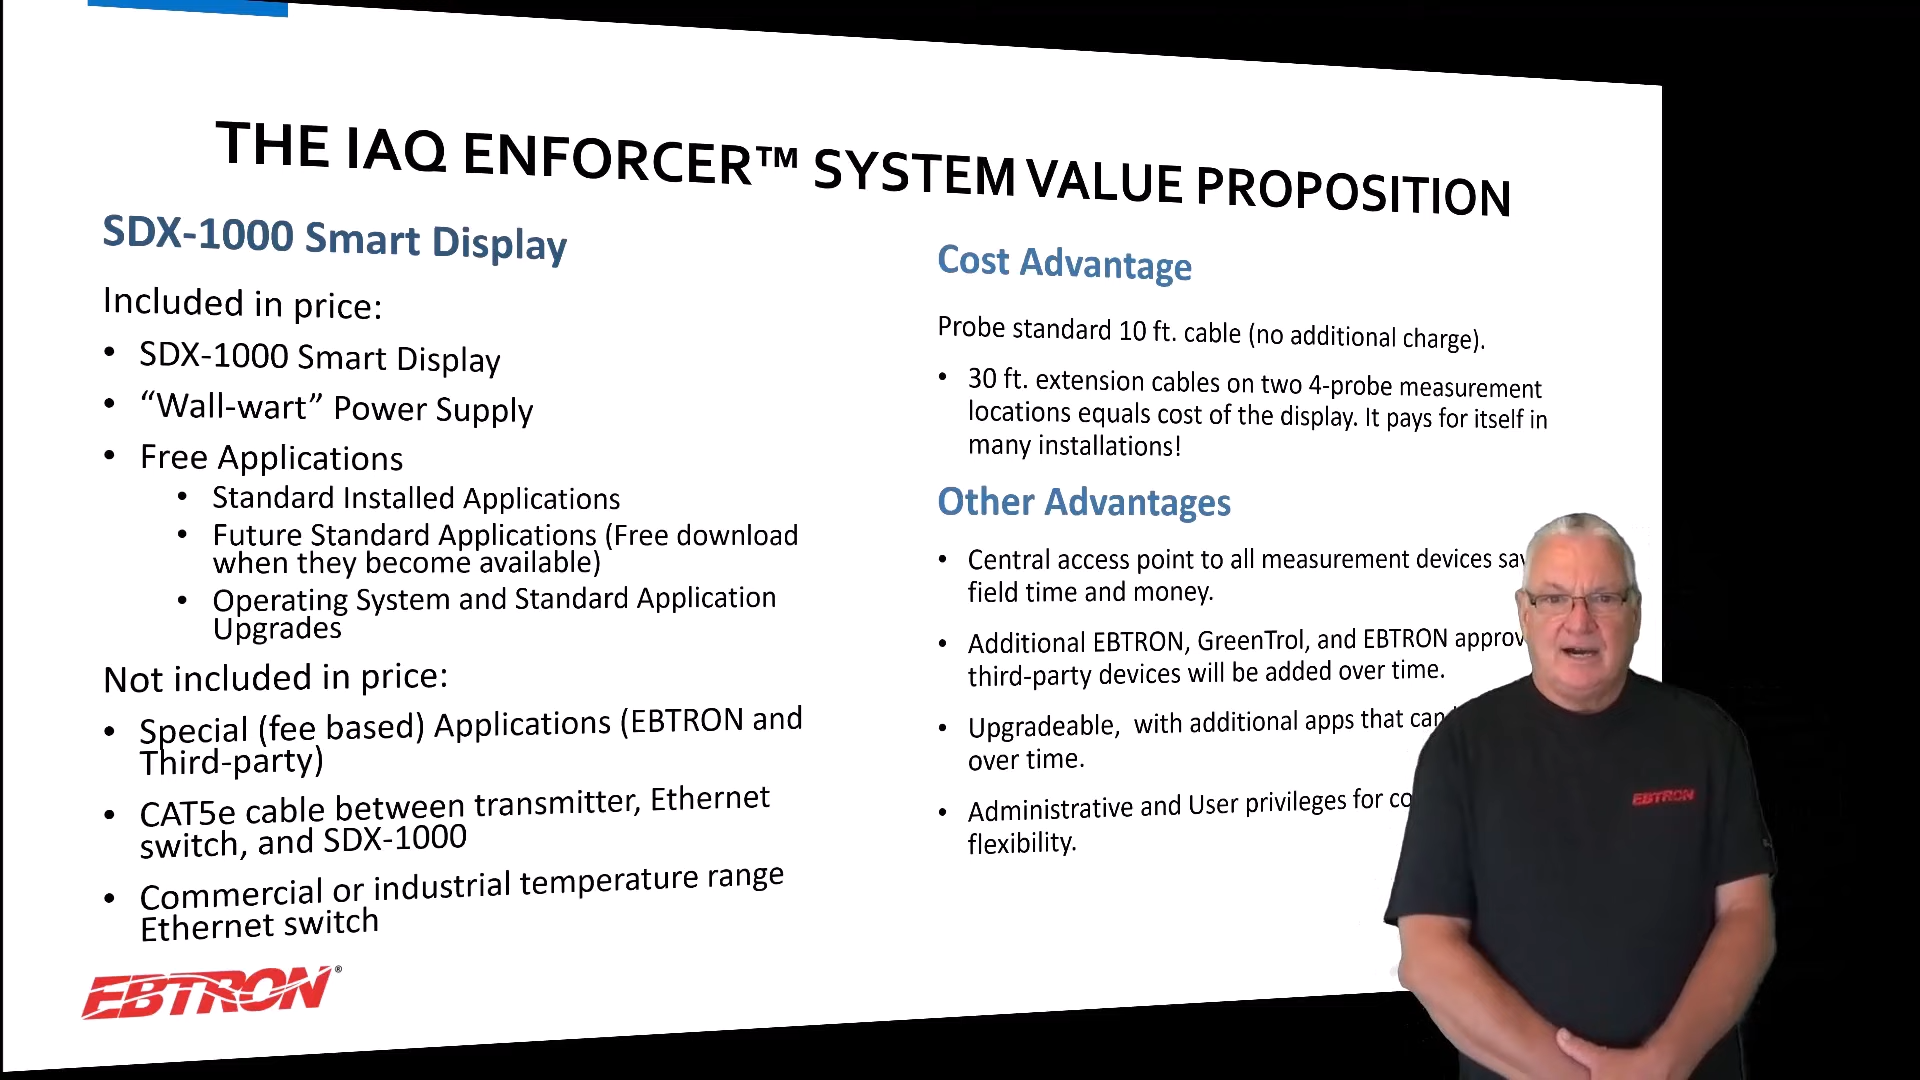 THE IAQ ENFORCER™ SYSTEM VALUE PROPOSITION
SDX-1000 Smart Display
Included in price:
• SDX-1000 Smart Display
• “Wall-wart” Power Supply
• Free Applications
• Standard Installed Applications
• Future Standard Applications (Free download
when they become available)
• Operating System and Standard Application
Upgrades
Not included in price:
• Special (fee based) Applications (EBTRON and
Third-party)
• CAT5e cable between transmitter, Ethernet
switch, and SDX-1000
• Commercial or industrial temperature range
Ethernet switch
Cost Advantage
Probe standard 10 ft. cable (no additional charge).
• 30 ft. extension cables on two 4-probe measurement
locations equals cost of the display. It pays for itself in
many installations!
Other Advantages
• Central access point to all measurement devices
field time and money.
• Additional EBTRON, GreenTrol, and EBTRON
third-party devices will be added over time.
• Upgradeable, with additional apps that can
over time.
• Administrative and User privileges for
flexibility.
EBTRON®
EBTRON